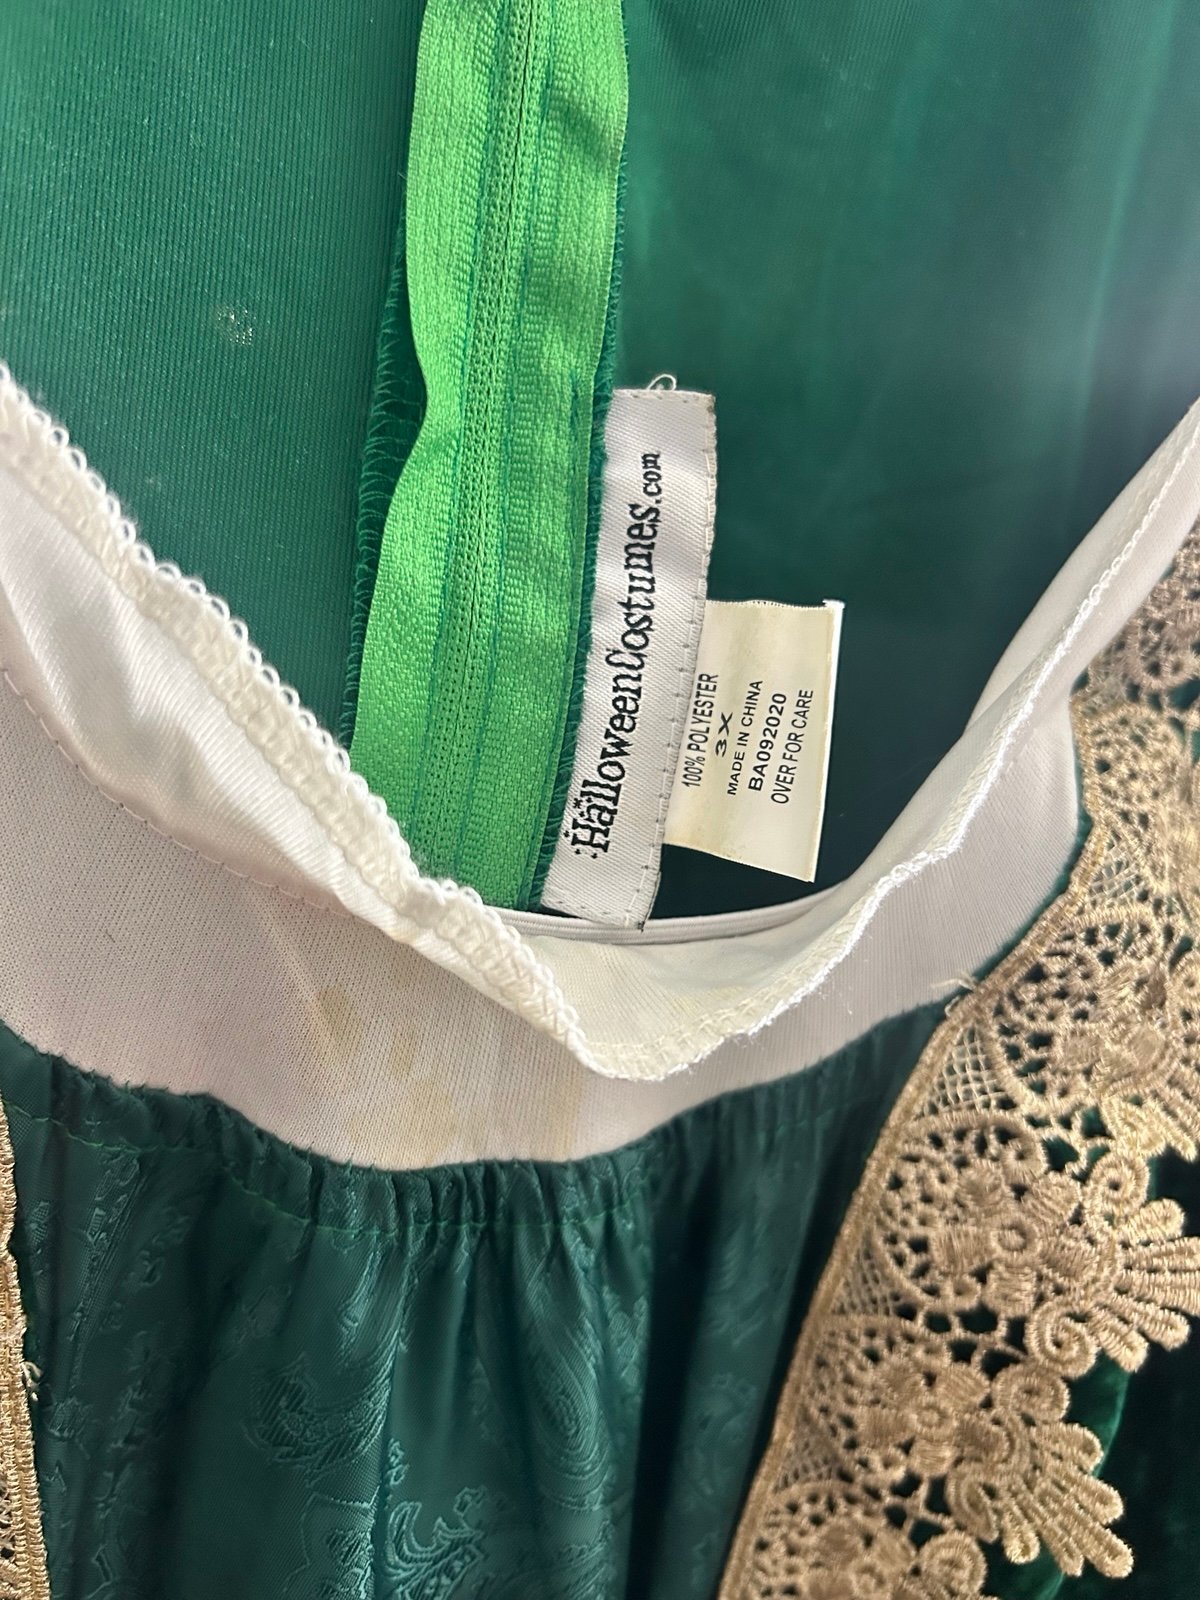 HalloweenCostumes.com
100% POLYESTER
3X
MADE IN CHINA
BA092020
OVER FOR CARE